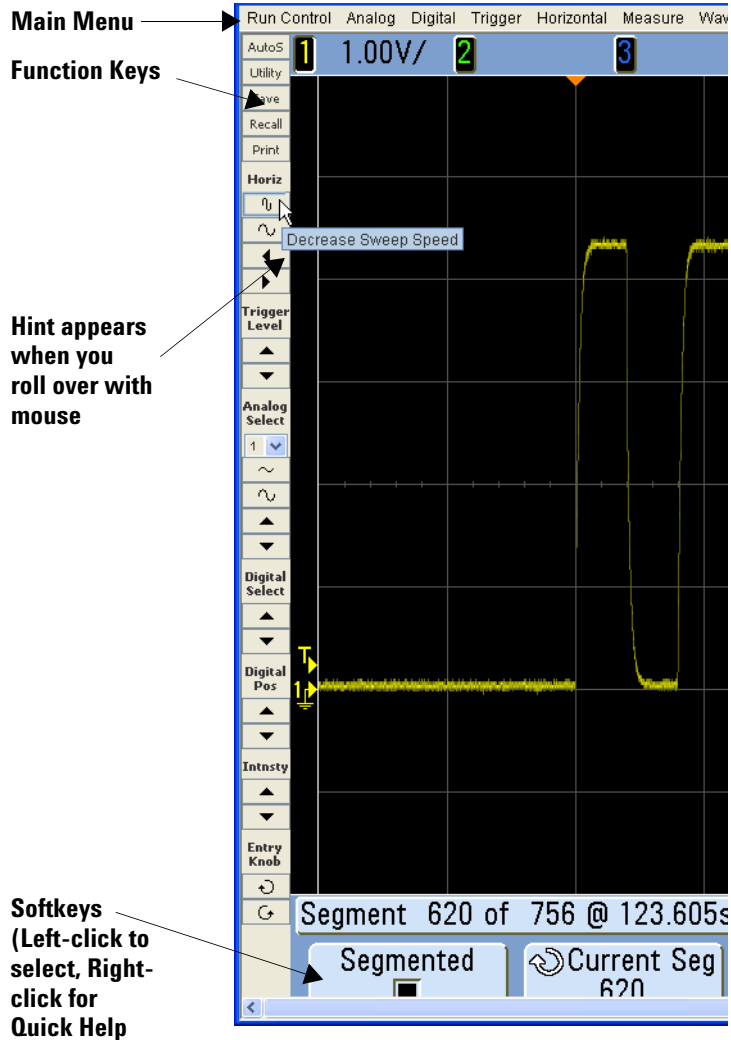 Main Menu
Function Keys
Hint appears
when you
roll over with
mouse
Softkeys
(Left-click to
select, Right-
click for
Quick Help
Run Control Analog Digital Trigger Horizontal Measure Wav
AutoS
Utility
Save
Recall
Print
Horiz
Decrease Sweep Speed
Trigger
Level
Analog
Select
1
Digital
Select
Digital
Pos
Intnsty
Entry
Knob
1 1.00V/ 2 3
T
1
Segment 620 of 756 @ 123.605s
Segmented
Current Seg
620